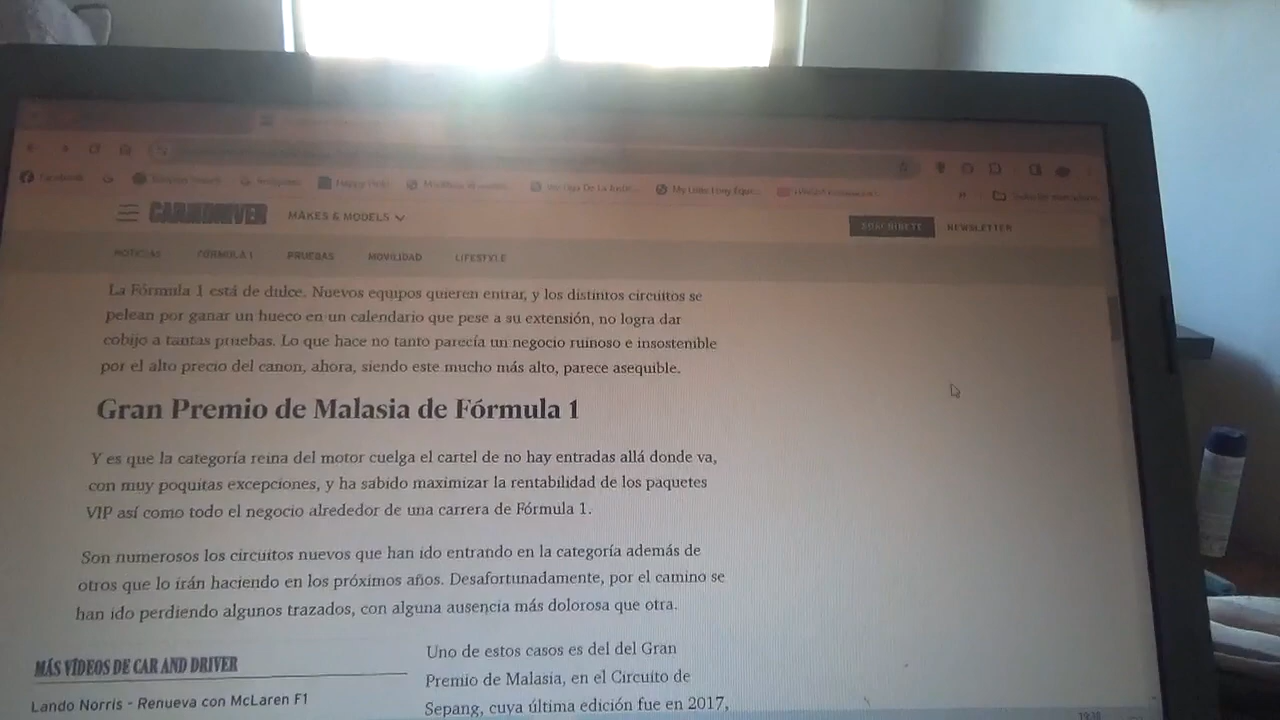 Facebook
CAR AND DRIVER
MAKES & MODELS
SUSCRÍBETE
NEWSLETTER
NOTICIAS
FÓRMULA 1
PRUEBAS
MOVILIDAD
LIFESTYLE
La Fórmula 1 está de dulce. Nuevos equipos quieren entrar, y los distintos circuitos se
pelean por ganar un hueco en un calendario que pese a su extensión, no logra dar
cobijo a tantas pruebas. Lo que hace no tanto parecía un negocio ruinoso e insostenible
por el alto precio del canon, ahora, siendo este mucho más alto, parece asequible.
Gran Premio de Malasia de Fórmula 1
Y es que la categoría reina del motor cuelga el cartel de no hay entradas allá donde va,
con muy poquitas excepciones, y ha sabido maximizar la rentabilidad de los paquetes
VIP así como todo el negocio alrededor de una carrera de Fórmula 1.
Son numerosos los circuitos nuevos que han ido entrando en la categoría además de
otros que lo irán haciendo en los próximos años. Desafortunadamente, por el camino se
han ido perdiendo algunos trazados, con alguna ausencia más dolorosa que otra.
MÁS VÍDEOS DE CAR AND DRIVER
Lando Norris - Renueva con McLaren F1
Uno de estos casos es del del Gran
Premio de Malasia, en el Circuito de
Sepang, cuya última edición fue en 2017,